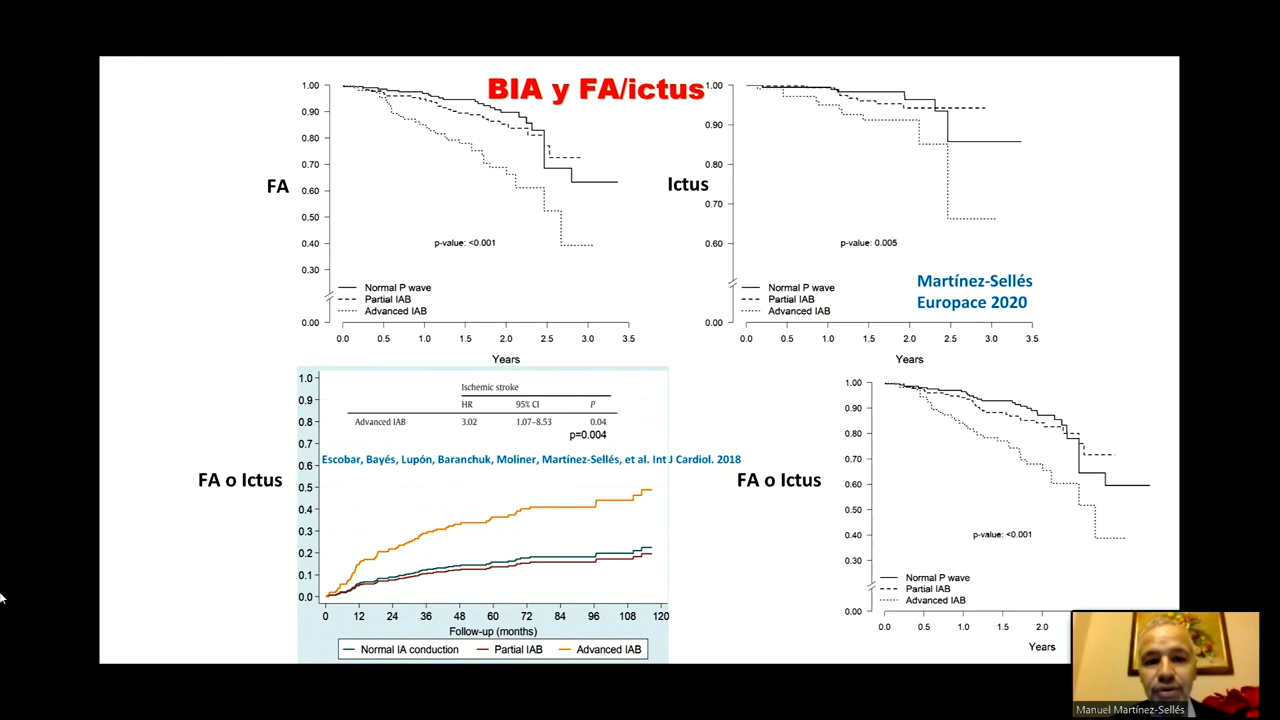 BIA y FA/ictus
1.00
0.90
0.80
0.70
0.60
0.50
0.40
0.30
0.00
FA
p-value: <0.001
Normal P wave
Partial IAB
Advanced IAB
0.0 0.5 1.0 1.5 2.0 2.5 3.0 3.5
Years
1.00
0.90
0.80
0.70
0.60
0.00
Ictus
p-value: 0.005
Martínez-Sellés
Europace 2020
Normal P wave
Partial IAB
Advanced IAB
0.0 0.5 1.0 1.5 2.0 2.5 3.0 3.5
Years
1.0
0.9
0.8
0.7
0.6
0.5
0.4
0.3
0.2
0.1
0.0
Ischemic stroke
HR 95% CI P
Advanced IAB 3.02 1.07–8.53 0.04
p=0.004
Escobar, Bayés, Lupón, Baranchuk, Moliner, Martínez-Sellés, et al. Int J Cardiol. 2018
FA o Ictus
0 12 24 36 48 60 72 84 96 108 120
Follow-up (months)
Normal IA conduction Partial IAB Advanced IAB
FA o Ictus
1.00
0.90
0.80
0.70
0.60
0.50
0.40
0.30
0.00
p-value: <0.001
Normal P wave
Partial IAB
Advanced IAB
0.0 0.5 1.0 1.5 2.0
Years
Manuel Martínez-Sellés